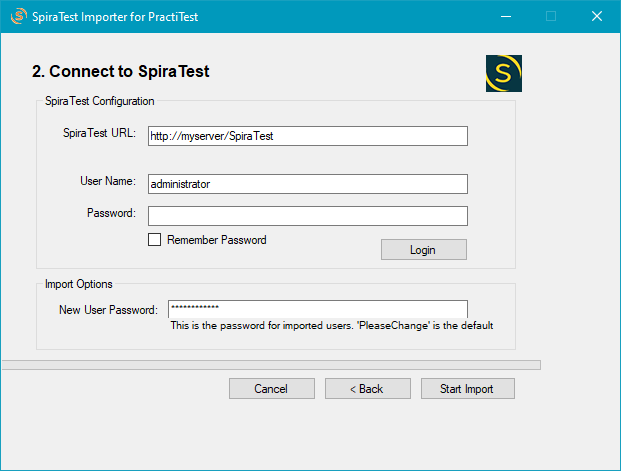 SpiraTest Importer for PractiTest
2. Connect to SpiraTest
S
SpiraTest Configuration
SpiraTest URL: http://myserver/SpiraTest
User Name: administrator
Password:
Remember Password
Login
Import Options
New User Password: ************
This is the password for imported users. 'PleaseChange' is the default
Cancel < Back Start Import